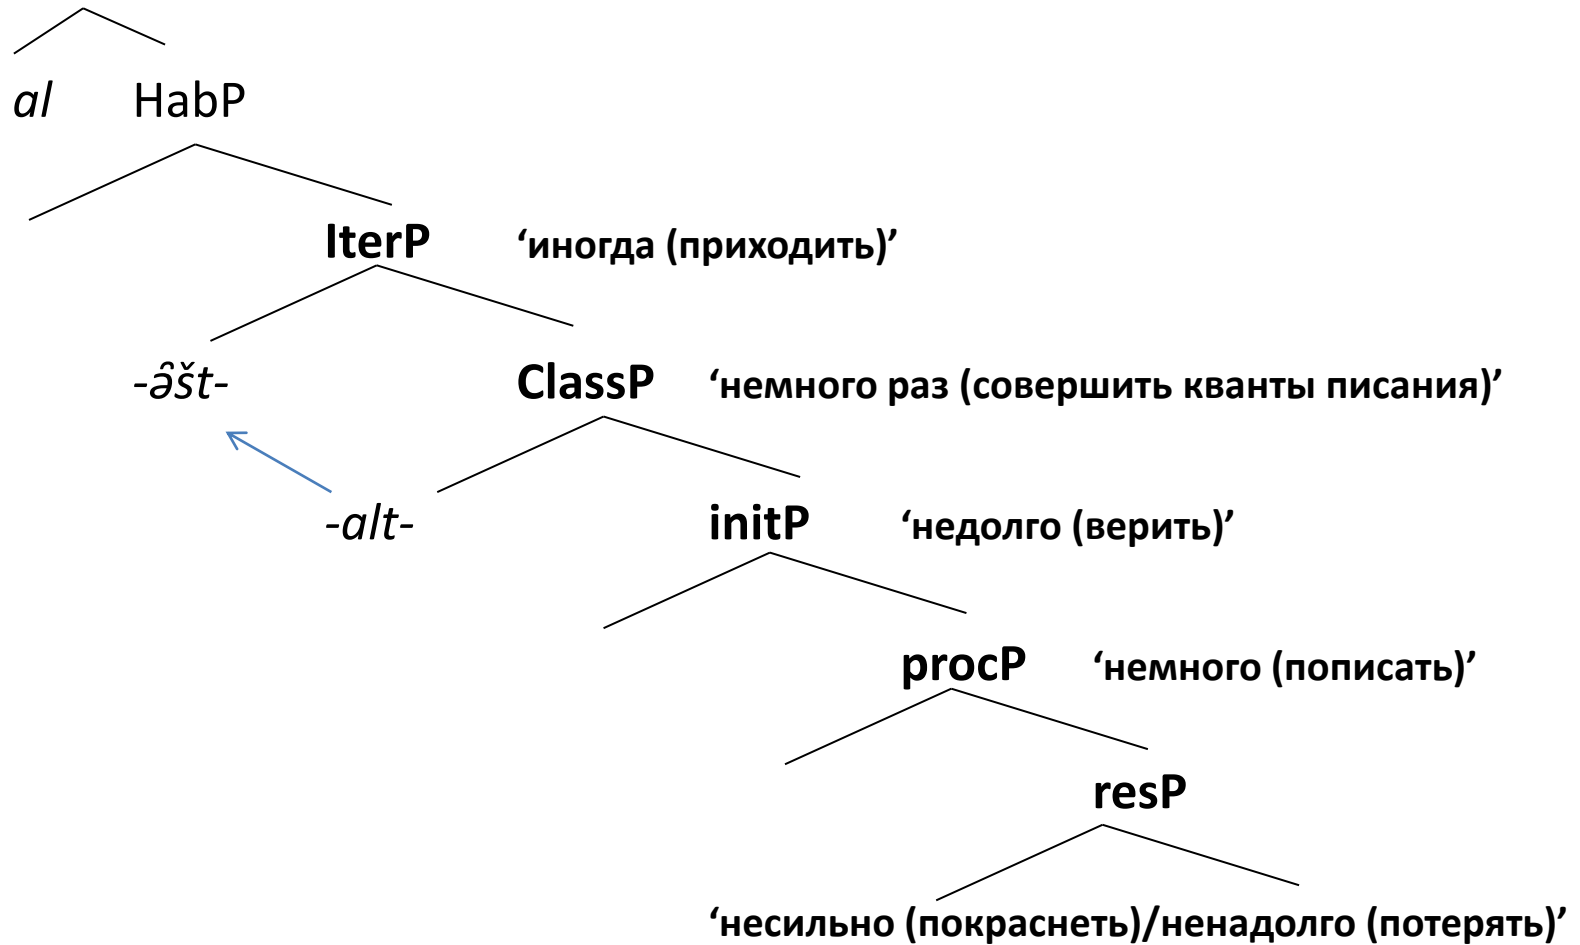 al HabP
IterP ‘иногда (приходить)’
-ə̑št- ClassP ‘немного раз (совершить кванты писания)’
-alt- initP ‘недолго (верить)’
procP ‘немного (пописать)’
resP
‘несильно (покраснеть)/ненадолго (потерять)’